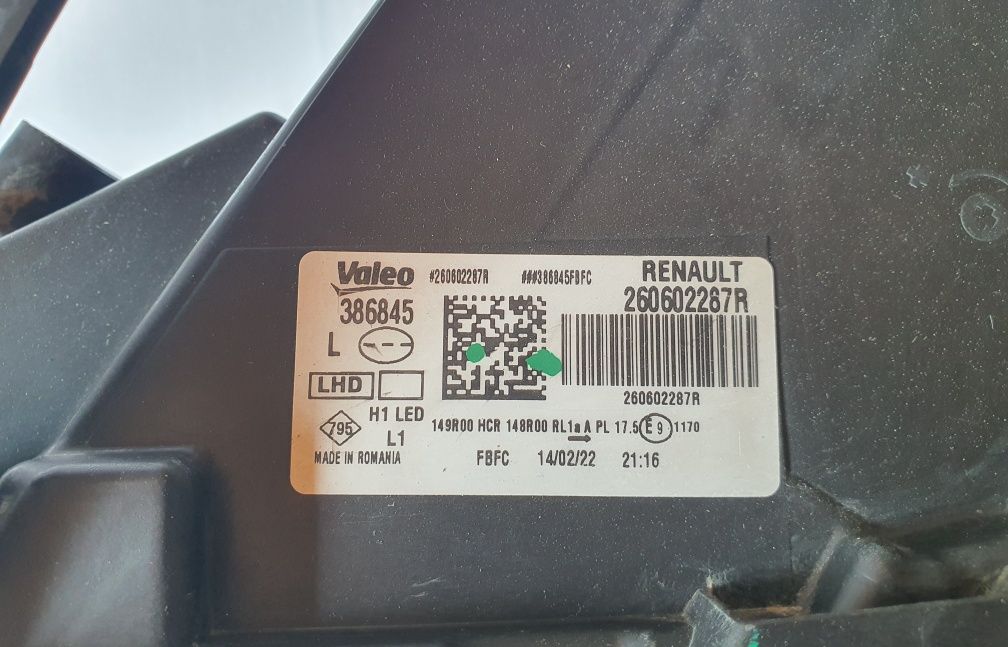 Valeo #260602287R ###386845FBFC RENAULT
386845 260602287R
L
LHD
260602287R
H1 LED
795 L1
149R00 HCR 148R00 RL1a A PL 17.5 E9 1170
MADE IN ROMANIA FBFC 14/02/22 21:16